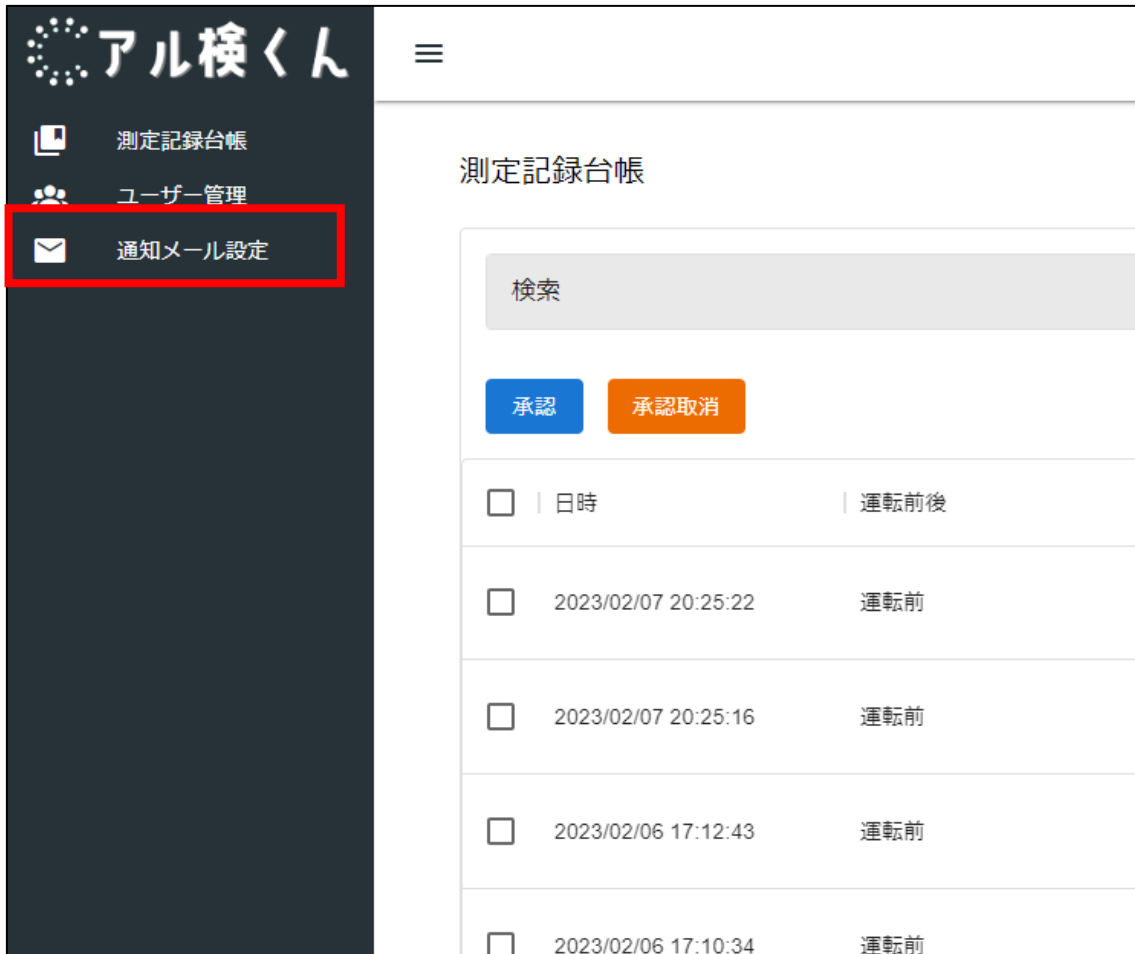 アル検くん
測定記録台帳
ユーザー管理
通知メール設定
測定記録台帳
検索
承認 承認取消
日時 運転前後
2023/02/07 20:25:22 運転前
2023/02/07 20:25:16 運転前
2023/02/06 17:12:43 運転前
2023/02/06 17:10:34 運転前